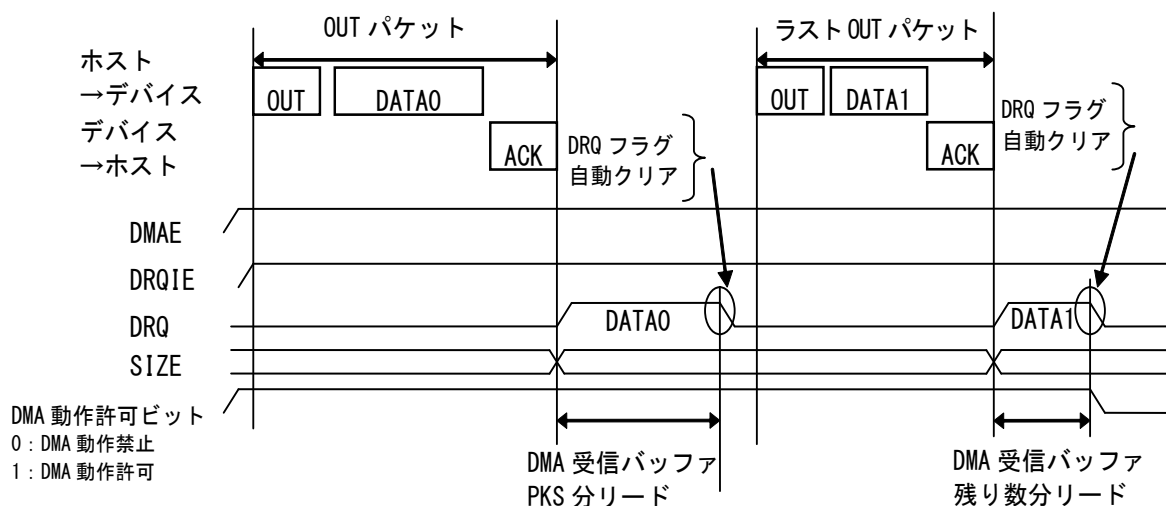 OUT パケット
ラスト OUT パケット
ホスト
→デバイス
OUT
DATA0
OUT
DATA1
デバイス
→ホスト
ACK
DRQ フラグ
自動クリア
ACK
DRQ フラグ
自動クリア
DMAE
DRQIE
DRQ
DATA0
DATA1
SIZE
DMA 動作許可ビット
0 : DMA 動作禁止
1 : DMA 動作許可
DMA 受信バッファ
PKS 分リード
DMA 受信バッファ
残り数分リード